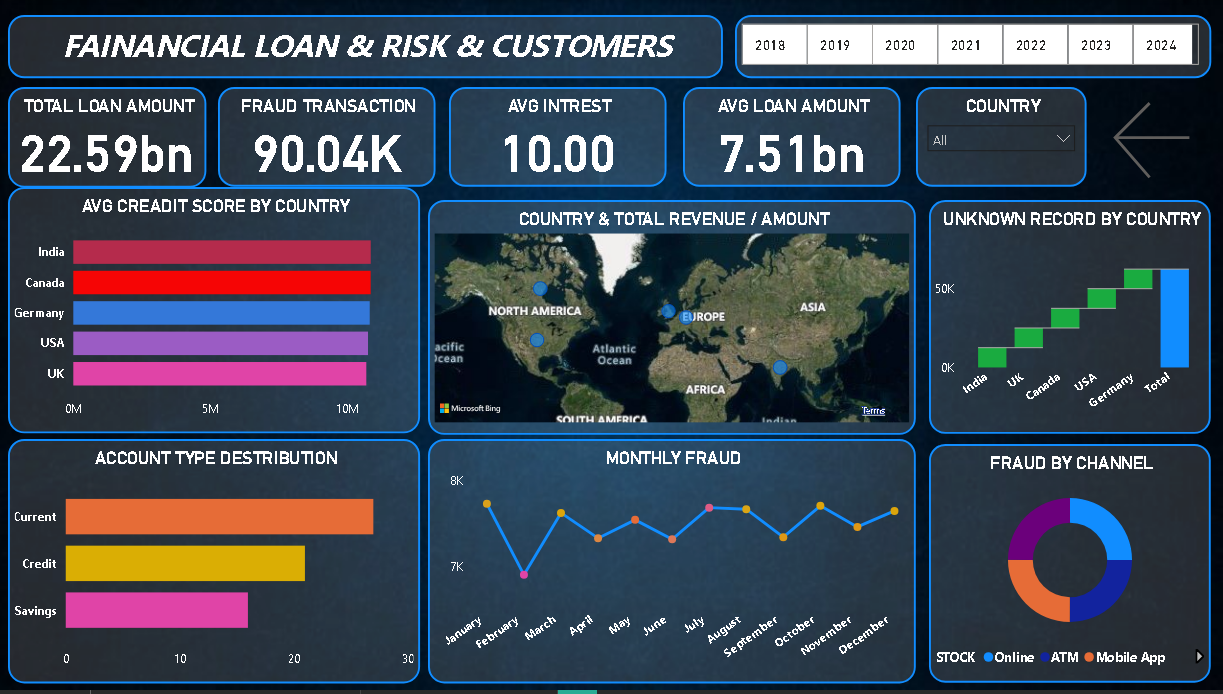 FAINANCIAL LOAN & RISK & CUSTOMERS
2018 2019 2020 2021 2022 2023 2024
TOTAL LOAN AMOUNT
22.59bn
FRAUD TRANSACTION
90.04K
AVG INTREST
10.00
AVG LOAN AMOUNT
7.51bn
COUNTRY
All
AVG CREADIT SCORE BY COUNTRY
India
Canada
Germany
USA
UK
0M 5M 10M
COUNTRY & TOTAL REVENUE / AMOUNT
NORTH AMERICA
EUROPE
ASIA
acific
Ocean
Atlantic
Ocean
AFRICA
SOUTH AMERICA
Indian
Microsoft Bing
Terms
UNKNOWN RECORD BY COUNTRY
50K
0K
India UK Canada USA Germany Total
ACCOUNT TYPE DESTRIBUTION
Current
Credit
Savings
0 10 20 30
MONTHLY FRAUD
8K
7K
January February March April May June July August September October November December
FRAUD BY CHANNEL
STOCK Online ATM Mobile App